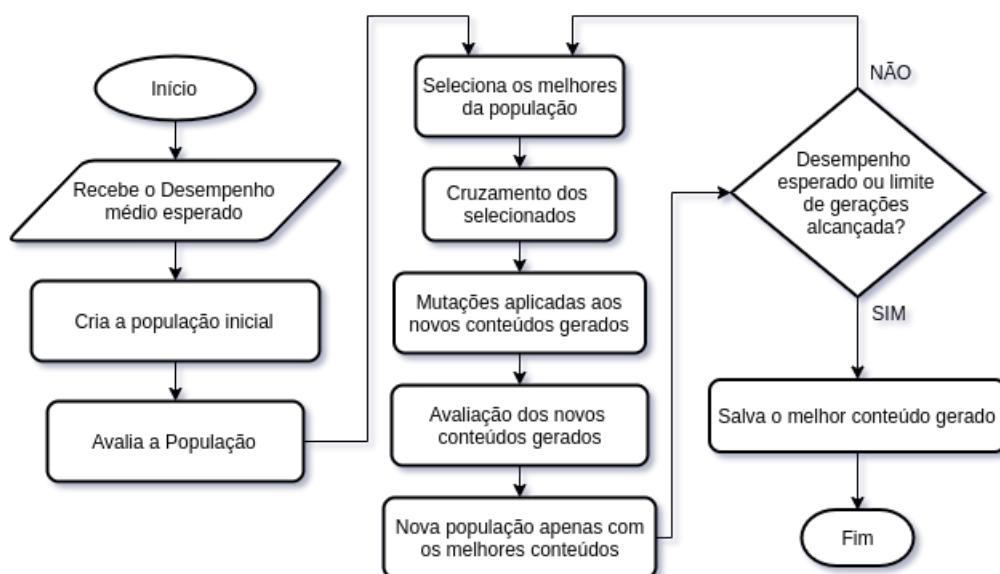 Início
Recebe o Desempenho
médio esperado
Cria a população inicial
Avalia a População
Seleciona os melhores
da população
Cruzamento dos
selecionados
Mutações aplicadas aos
novos conteúdos gerados
Avaliação dos novos
conteúdos gerados
Nova população apenas com
os melhores conteúdos
Desempenho
esperado ou limite
de gerações
alcançada?
NÃO
SIM
Salva o melhor conteúdo gerado
Fim